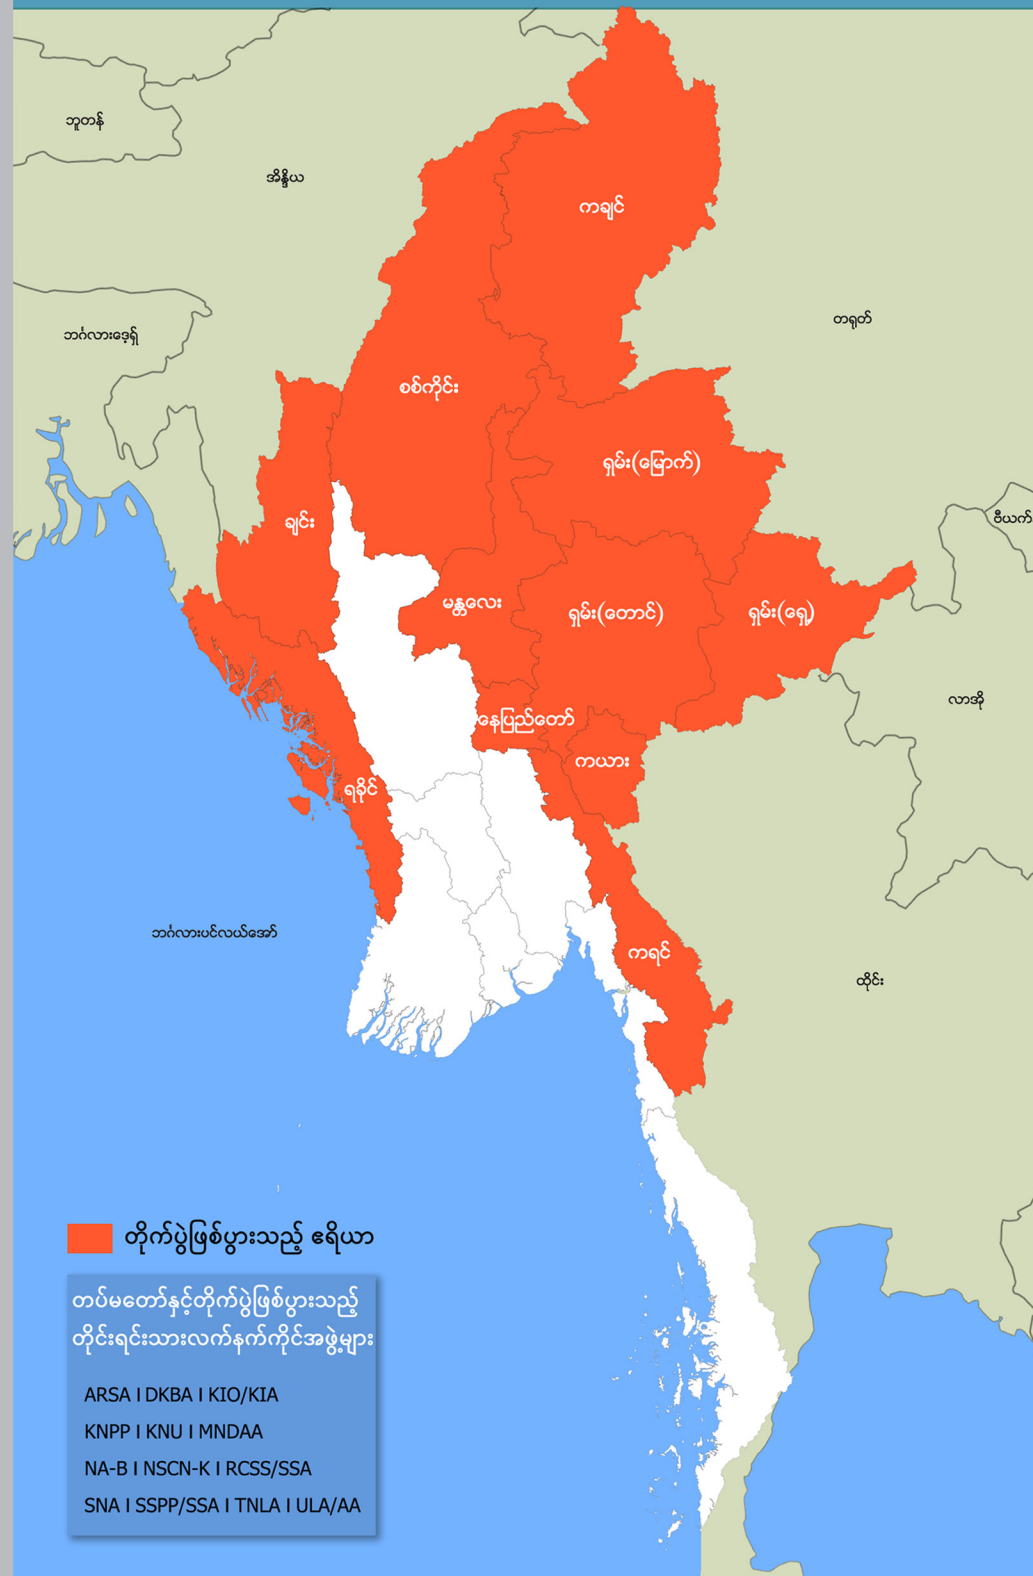 ဘူတန်
အိန္ဒိယ
ကချင်
ဘင်္ဂလားဒေ့ရှ်
တရုတ်
စစ်ကိုင်း
ရှမ်း(မြောက်)
ချင်း
ဗီယက်
မန္တလေး
ရှမ်း(တောင်)
ရှမ်း(ရှေ့)
လာအို
နေပြည်တော်
ကယား
ရခိုင်
ဘင်္ဂလားပင်လယ်အော်
ကရင်
ထိုင်း
တိုက်ပွဲဖြစ်ပွားသည့် ဧရိယာ
တပ်မတော်နှင့်တိုက်ပွဲဖြစ်ပွားသည့်
တိုင်းရင်းသားလက်နက်ကိုင်အဖွဲ့များ
ARSA I DKBA I KIO/KIA
KNPP I KNU I MNDAA
NA-B I NSCN-K I RCSS/SSA
SNA I SSPP/SSA I TNLA I ULA/AA